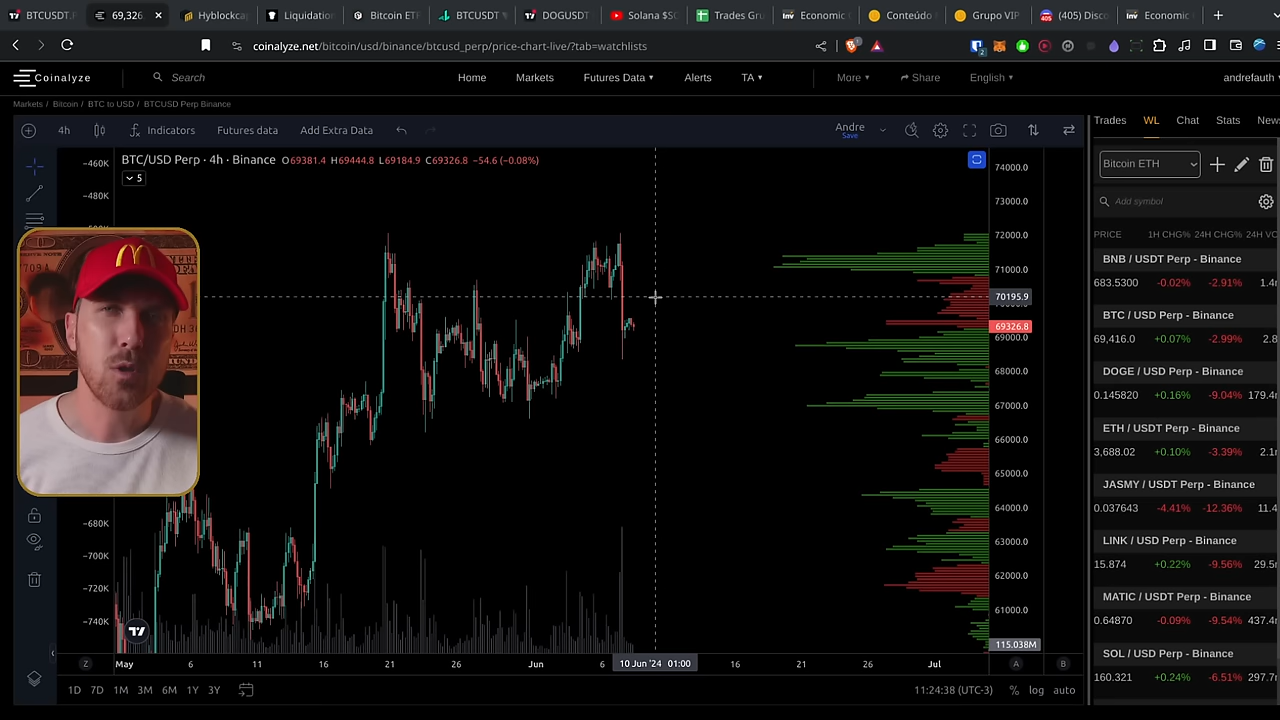 BTCUSDT.P
69,326
Hyblockca
Liquidation
Bitcoin ET
BTCUSDT
DOGUSDT
Solana $SO
Trades Gru
Economic
Conteúdo
Grupo VIP
(405) Disco
Economic
coinalyze.net/bitcoin/usd/binance/btcusd_perp/price-chart-live/?tab=watchlists
Coinalyze
Search
Home
Markets
Futures Data
Alerts
TA
More
Share
English
andrefauth
Markets / Bitcoin / BTC to USD / BTCUSD Perp Binance
4h
Indicators
Futures data
Add Extra Data
Andre
Save
Trades
WL
Chat
Stats
New
BTC/USD Perp · 4h · Binance O69381.4 H69444.8 L69184.9 C69326.8 −54.6 (−0.08%)
5
−460K
−480K
−680K
−700K
−720K
−740K
74000.0
73000.0
72000.0
71000.0
70195.9
69326.8
69000.0
68000.0
67000.0
66000.0
65000.0
64000.0
63000.0
62000.0
61000.0
115.038M
Bitcoin ETH
Add symbol
PRICE 1H CHG% 24H CHG% 24H VO
BNB / USDT Perp - Binance
683.5300 -0.02% -2.91% 1.4
BTC / USD Perp - Binance
69,416.0 +0.07% -2.99% 2.8
DOGE / USD Perp - Binance
0.145820 +0.16% -9.04% 179.4
ETH / USD Perp - Binance
3,688.02 +0.10% -3.39% 2.1
JASMY / USDT Perp - Binance
0.037643 -4.41% -12.36% 11.4
LINK / USD Perp - Binance
15.874 +0.22% -9.56% 29.5
MATIC / USDT Perp - Binance
0.64870 -0.09% -9.54% 437.4
SOL / USD Perp - Binance
160.321 +0.24% -6.51% 297.7
Z
May
6
11
16
21
26
Jun
6
10 Jun '24 01:00
16
21
26
Jul
A
B
1D
7D
1M
3M
6M
1Y
3Y
11:24:38 (UTC-3)
%
log
auto